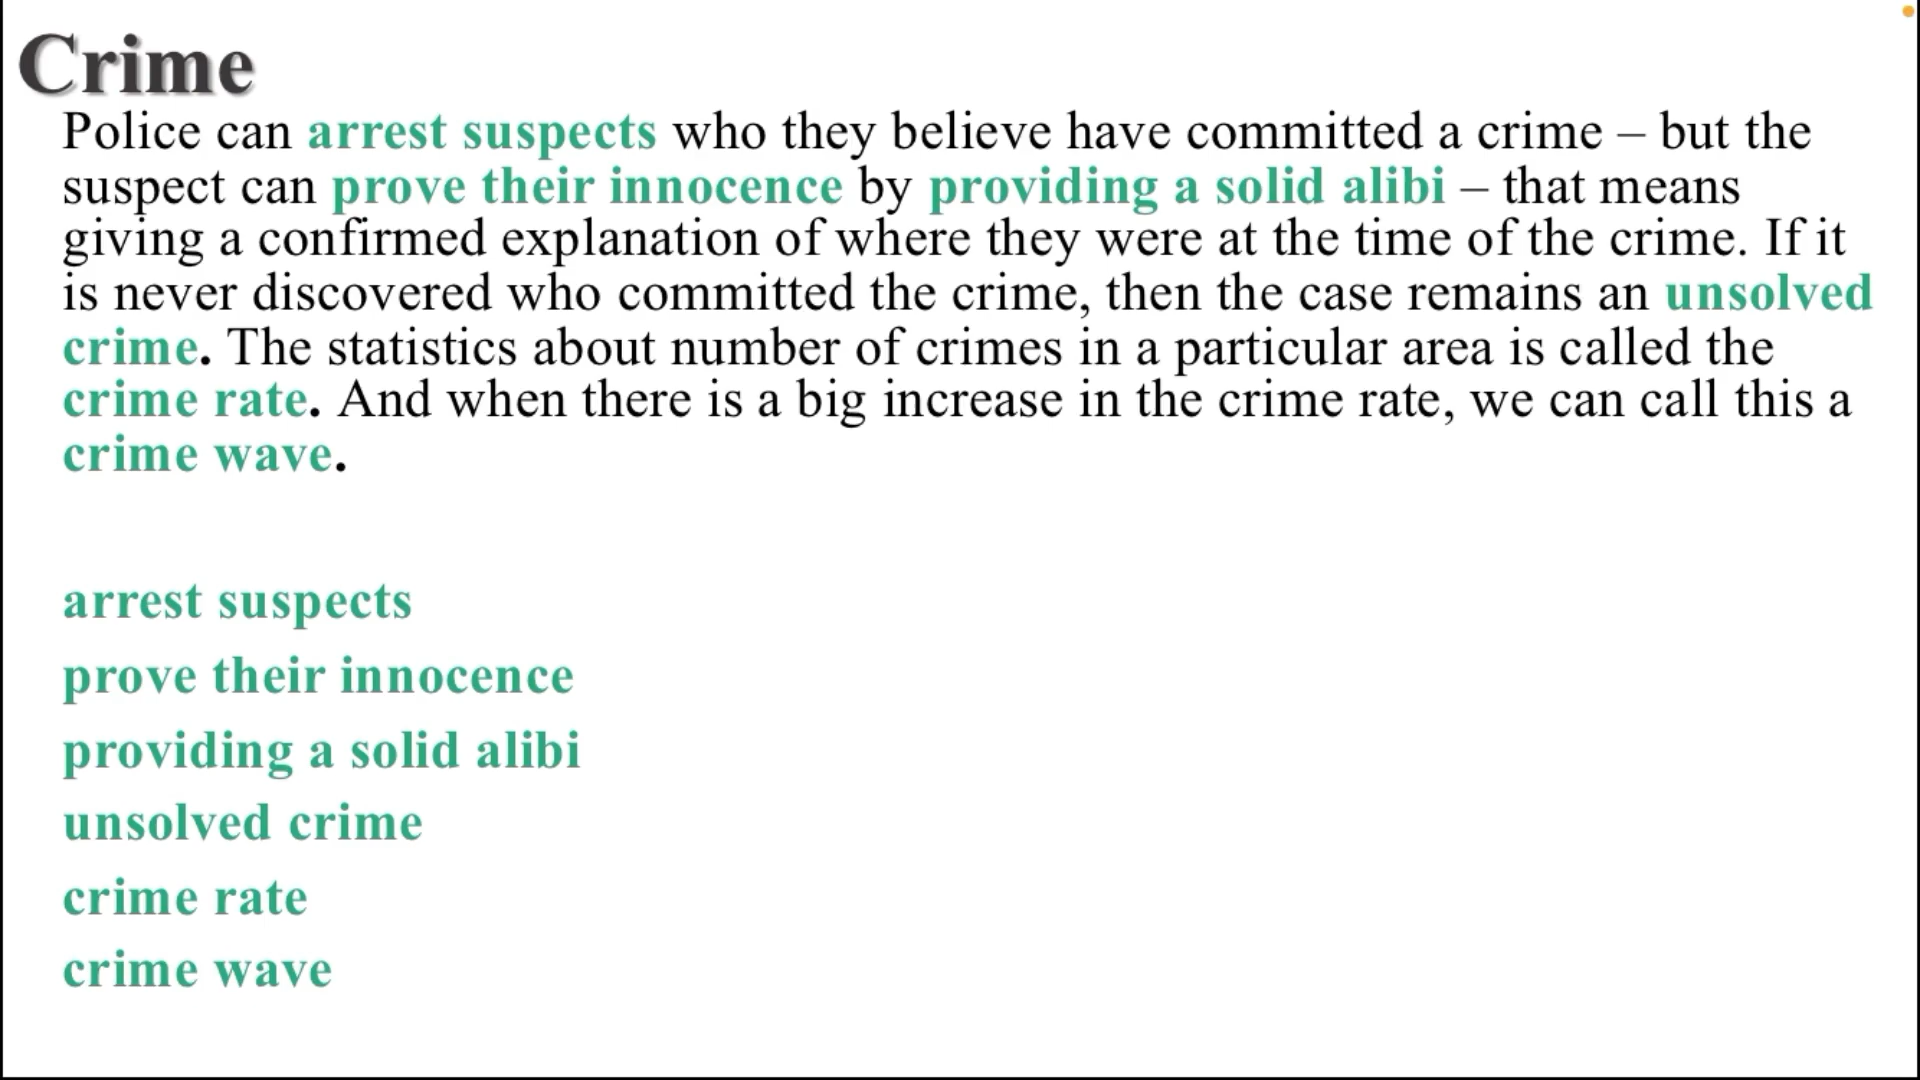 Crime
Police can arrest suspects who they believe have committed a crime – but the
suspect can prove their innocence by providing a solid alibi – that means
giving a confirmed explanation of where they were at the time of the crime. If it
is never discovered who committed the crime, then the case remains an unsolved
crime. The statistics about number of crimes in a particular area is called the
crime rate. And when there is a big increase in the crime rate, we can call this a
crime wave.
arrest suspects
prove their innocence
providing a solid alibi
unsolved crime
crime rate
crime wave